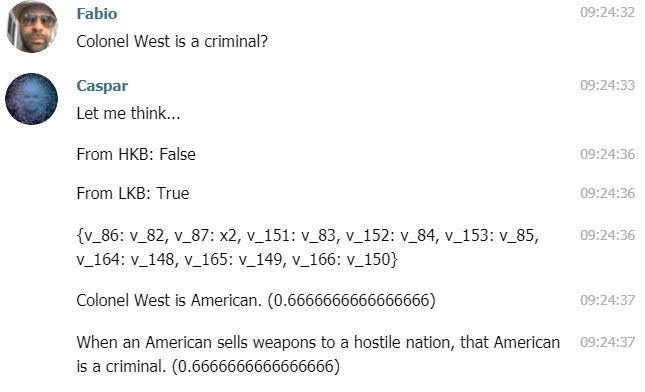 Fabio 09:24:32
Colonel West is a criminal?
Caspar 09:24:33
Let me think...
From HKB: False 09:24:36
From LKB: True 09:24:36
{v_86: v_82, v_87: x2, v_151: v_83, v_152: v_84, v_153: v_85, 09:24:36
v_164: v_148, v_165: v_149, v_166: v_150}
Colonel West is American. (0.6666666666666666) 09:24:37
When an American sells weapons to a hostile nation, that American 09:24:37
is a criminal. (0.6666666666666666)